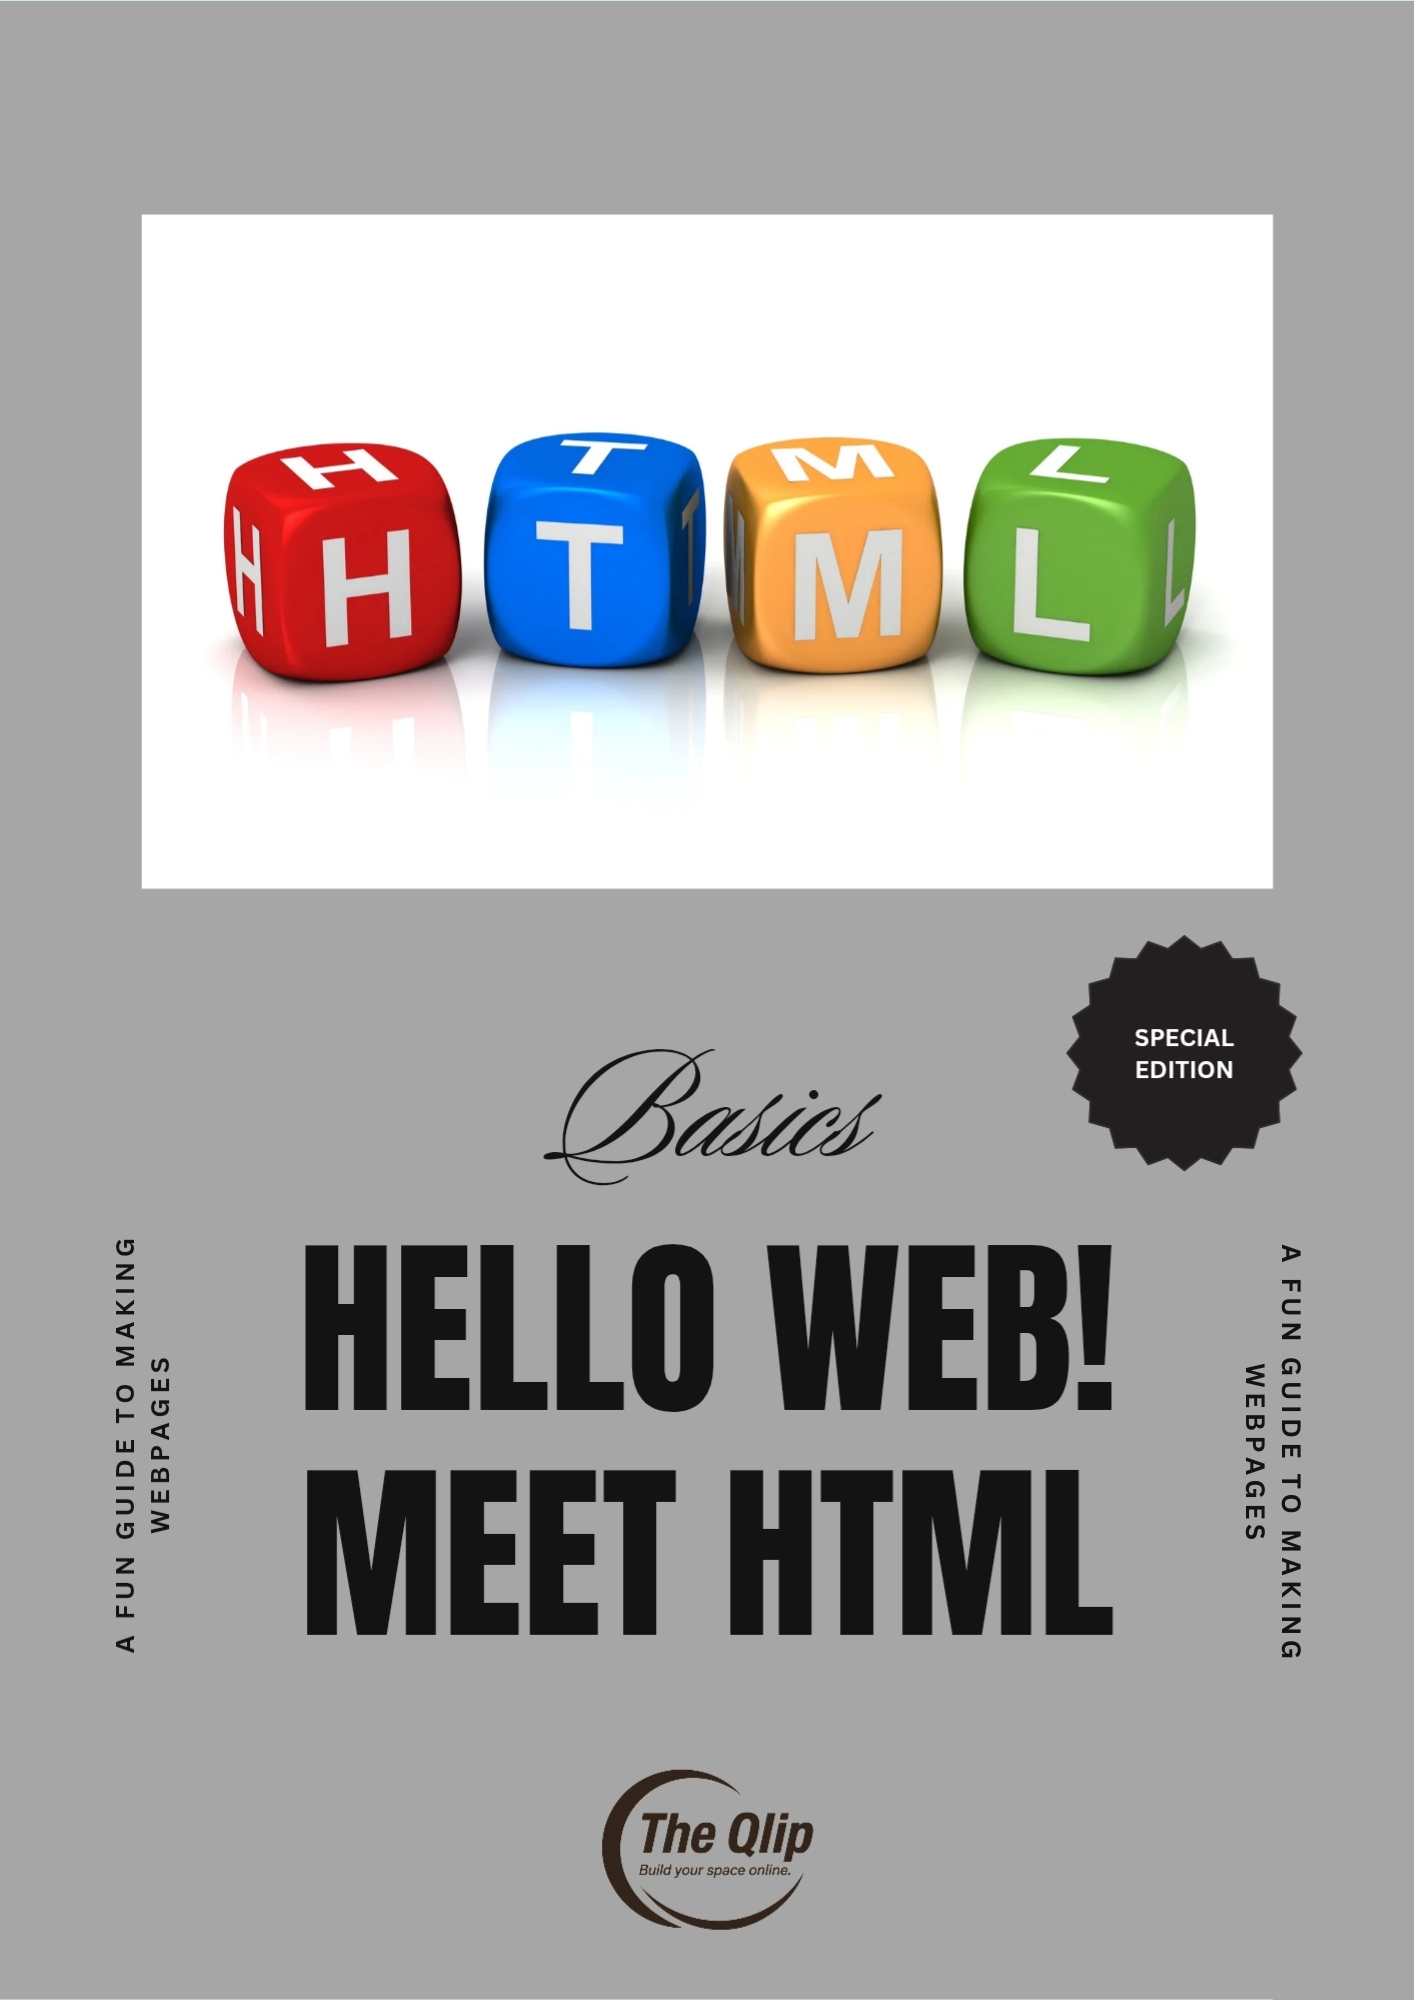 H T M L
H H T T M M L L
SPECIAL
EDITION
Basics
HELLO WEB!
MEET HTML
A FUN GUIDE TO MAKING
WEBPAGES
A FUN GUIDE TO MAKING
WEBPAGES
The Qlip
Build your space online.